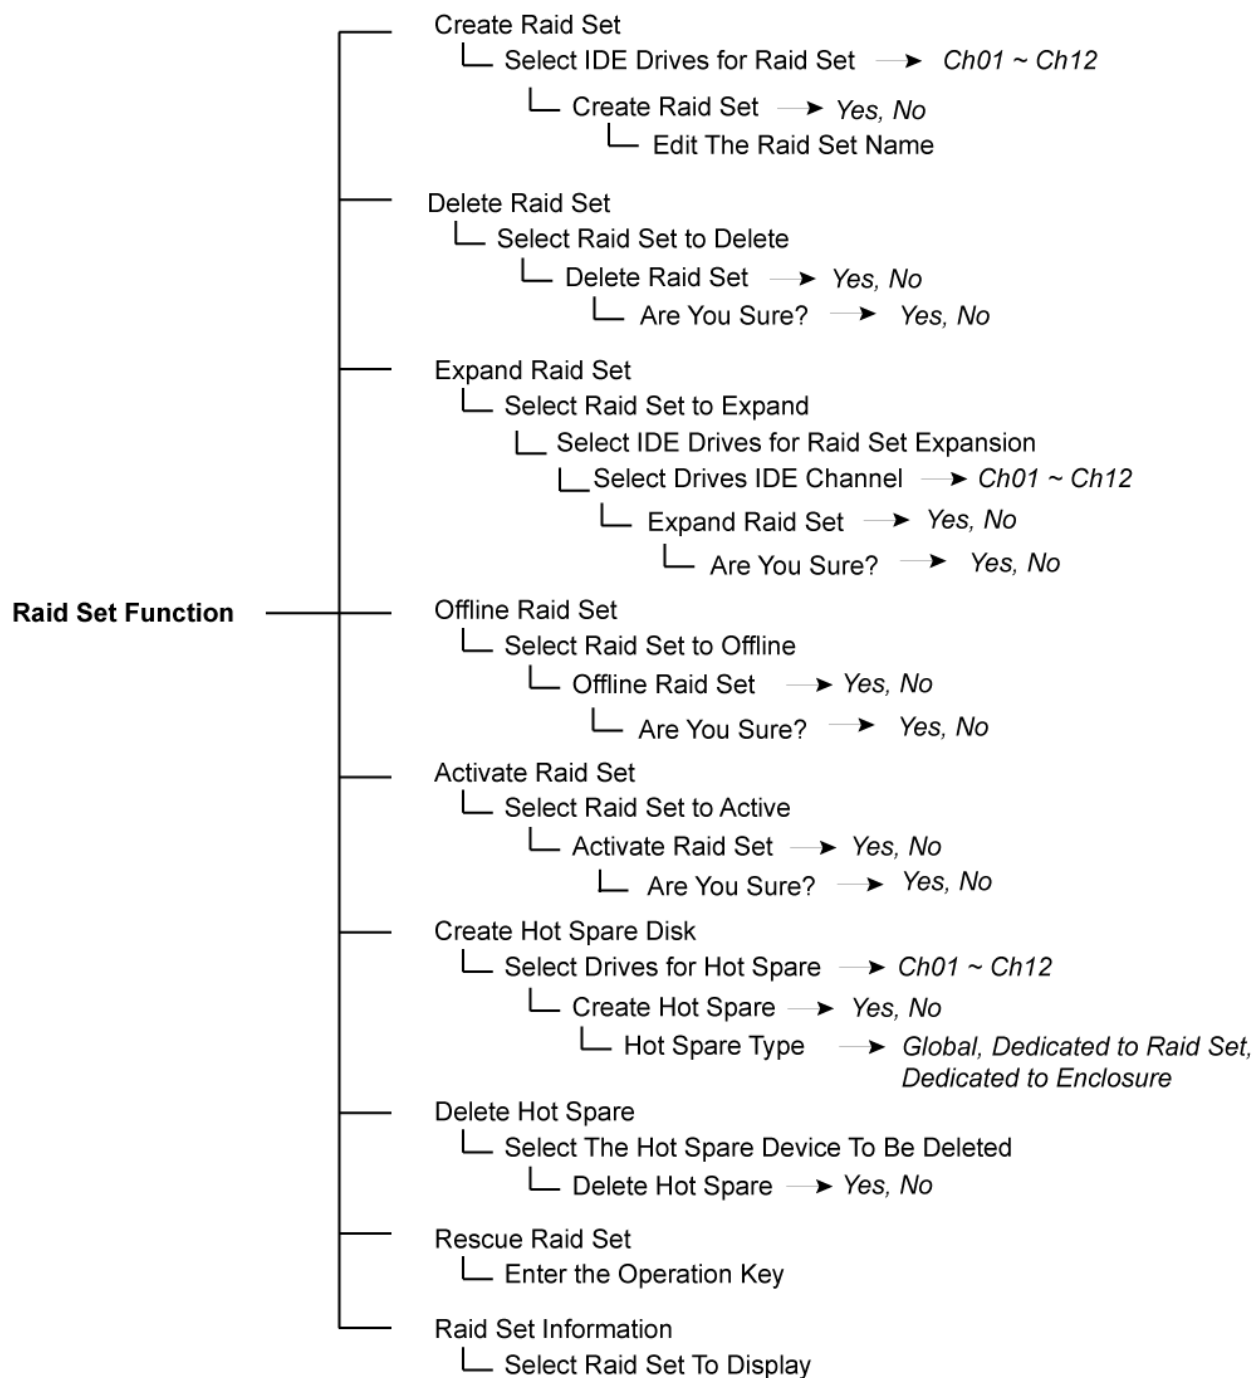 Create Raid Set
Select IDE Drives for Raid Set Ch01 ~ Ch12
Create Raid Set Yes, No
Edit The Raid Set Name
Delete Raid Set
Select Raid Set to Delete
Delete Raid Set Yes, No
Are You Sure? Yes, No
Expand Raid Set
Select Raid Set to Expand
Select IDE Drives for Raid Set Expansion
Select Drives IDE Channel Ch01 ~ Ch12
Expand Raid Set Yes, No
Are You Sure? Yes, No
Raid Set Function
Offline Raid Set
Select Raid Set to Offline
Offline Raid Set Yes, No
Are You Sure? Yes, No
Activate Raid Set
Select Raid Set to Active
Activate Raid Set Yes, No
Are You Sure? Yes, No
Create Hot Spare Disk
Select Drives for Hot Spare Ch01 ~ Ch12
Create Hot Spare Yes, No
Hot Spare Type Global, Dedicated to Raid Set,
Dedicated to Enclosure
Delete Hot Spare
Select The Hot Spare Device To Be Deleted
Delete Hot Spare Yes, No
Rescue Raid Set
Enter the Operation Key
Raid Set Information
Select Raid Set To Display